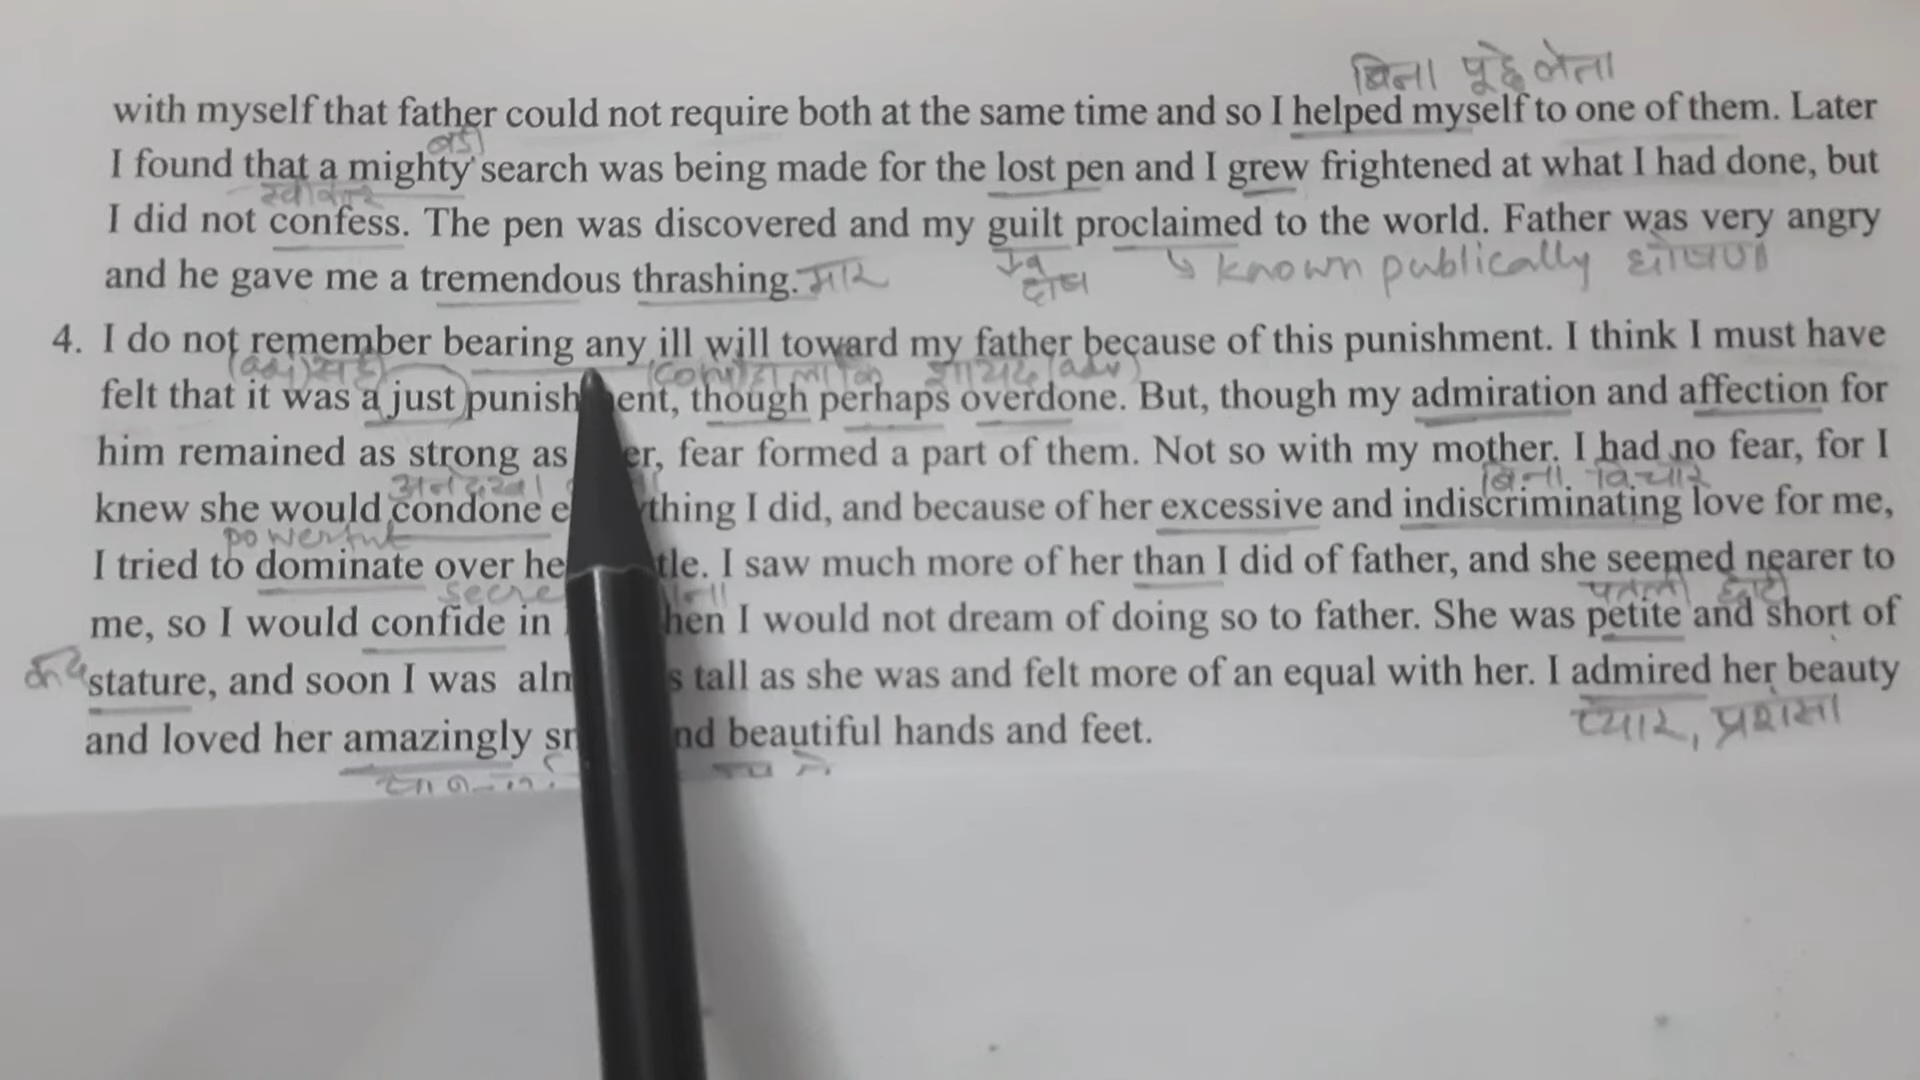 बिना पूछे लेता
with myself that father could not require both at the same time and so I helped myself to one of them. Later
बड़ी
I found that a mighty search was being made for the lost pen and I grew frightened at what I had done, but
स्वीकार
I did not confess. The pen was discovered and my guilt proclaimed to the world. Father was very angry
दोष known publically घोषणा
and he gave me a tremendous thrashing. मार
4. I do not remember bearing any ill will toward my father because of this punishment. I think I must have
(adj) सही (conj) हालांकि शायद (adv)
felt that it was a just punish ent, though perhaps overdone. But, though my admiration and affection for
him remained as strong as er, fear formed a part of them. Not so with my mother. I had no fear, for I
अनदेखा बिना विचारे
knew she would condone e thing I did, and because of her excessive and indiscriminating love for me,
powerful
I tried to dominate over he tle. I saw much more of her than I did of father, and she seemed nearer to
secre पतली छोटी
me, so I would confide in hen I would not dream of doing so to father. She was petite and short of
कद stature, and soon I was alm s tall as she was and felt more of an equal with her. I admired her beauty
प्यार, प्रशंसा
and loved her amazingly sm nd beautiful hands and feet.